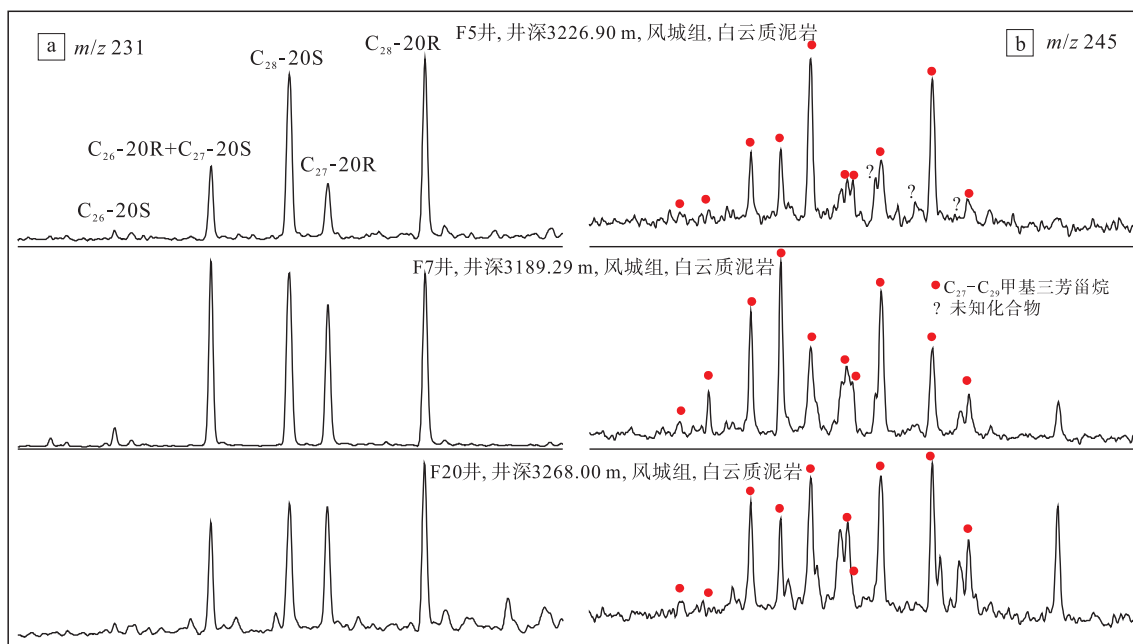 a m/z 231
F5井, 井深3226.90 m, 风城组, 白云质泥岩
b m/z 245
C₂₈-20R
C₂₈-20S
C₂₆-20R+C₂₇-20S
C₂₇-20R
C₂₆-20S
? ? ?
F7井, 井深3189.29 m, 风城组, 白云质泥岩
C₂₇-C₂₉甲基三芳甾烷
? 未知化合物
F20井, 井深3268.00 m, 风城组, 白云质泥岩